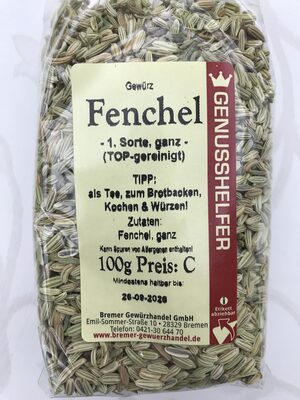 Gewürz
Fenchel
- 1. Sorte, ganz -
(TOP-gereinigt)
TIPP:
als Tee, zum Brotbacken,
Kochen & Würzen!
Zutaten:
Fenchel, ganz
Kann Spuren von Allergenen enthalten!
100g Preis: C
Mindestens haltbar bis:
26-09-2026
Bremer Gewürzhandel GmbH
Emil-Sommer-Straße 10 • 28329 Bremen
Telefon: 0421-30 644 70
www.bremer-gewuerzhandel.de
GENUSSHELFER
Etikett
abziehbar